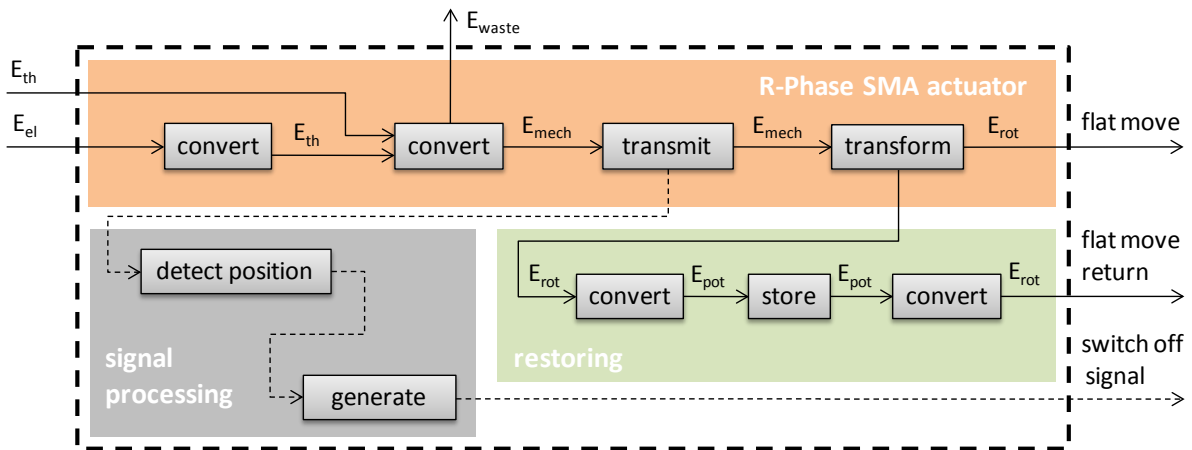 E_waste
E_th
R-Phase SMA actuator
E_el
convert
E_th
convert
E_mech
transmit
E_mech
transform
E_rot
flat move
detect position
E_rot
convert
E_pot
store
E_pot
convert
E_rot
flat move
return
signal
processing
restoring
generate
switch off
signal